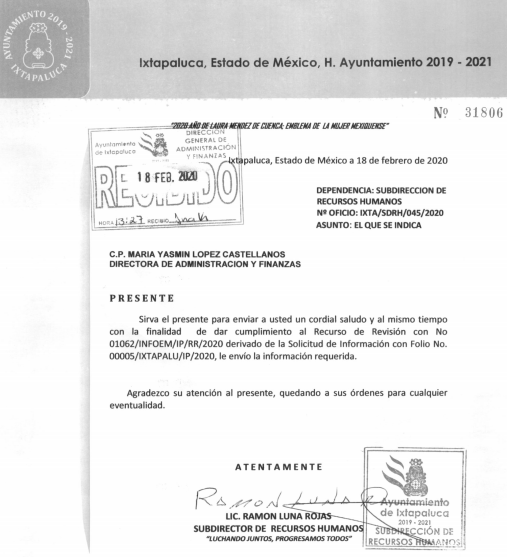 AYUNTAMIENTO 2019 - 2021
IXTAPALUCA
Ixtapaluca, Estado de México, H. Ayuntamiento 2019 - 2021
Nº 31806
"2020 AÑO DE LAURA MENDEZ DE CUENCA; EMBLEMA DE LA MUJER MEXIQUENSE"
Ayuntamiento
de Ixtapaluca
DIRECCIÓN
GENERAL DE
ADMINISTRACIÓN
Y FINANZAS
RECIBIDO
18 FEB. 2020
HORA 13:27 RECIBIÓ
Ixtapaluca, Estado de México a 18 de febrero de 2020
DEPENDENCIA: SUBDIRECCION DE
RECURSOS HUMANOS
Nº OFICIO: IXTA/SDRH/045/2020
ASUNTO: EL QUE SE INDICA
C.P. MARIA YASMIN LOPEZ CASTELLANOS
DIRECTORA DE ADMINISTRACION Y FINANZAS
P R E S E N T E
Sirva el presente para enviar a usted un cordial saludo y al mismo tiempo
con la finalidad de dar cumplimiento al Recurso de Revisión con No
01062/INFOEM/IP/RR/2020 derivado de la Solicitud de Información con Folio No.
00005/IXTAPALU/IP/2020, le envío la información requerida.
Agradezco su atención al presente, quedando a sus órdenes para cualquier
eventualidad.
A T E N T A M E N T E
RAMON LUNA R
LIC. RAMON LUNA ROJAS
SUBDIRECTOR DE RECURSOS HUMANOS
"LUCHANDO JUNTOS, PROGRESAMOS TODOS"
Ayuntamiento
de Ixtapaluca
2019 - 2021
SUBDIRECCIÓN DE
RECURSOS HUMANOS